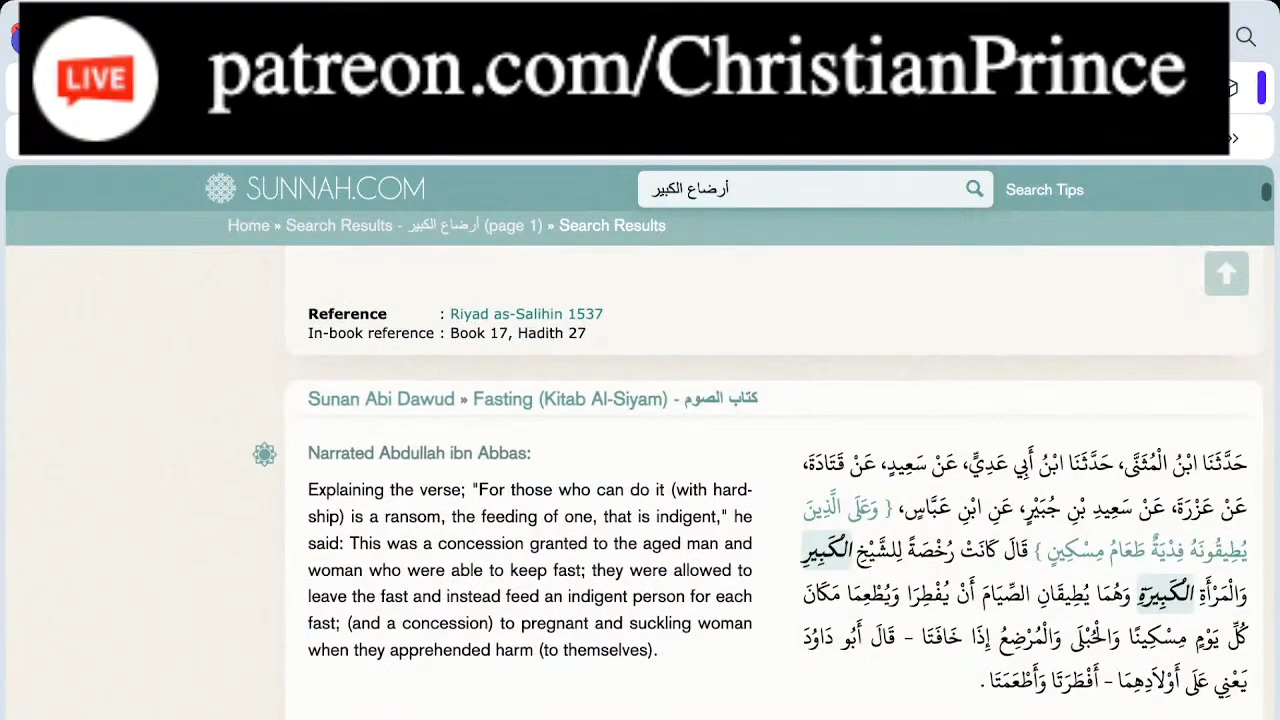 LIVE
patreon.com/ChristianPrince
SUNNAH.COM
أرضاع الكبير
Search Tips
Home » Search Results - أرضاع الكبير (page 1) » Search Results
Reference : Riyad as-Salihin 1537
In-book reference : Book 17, Hadith 27
Sunan Abi Dawud » Fasting (Kitab Al-Siyam) - كتاب الصوم
Narrated Abdullah ibn Abbas:
Explaining the verse; "For those who can do it (with hard-
ship) is a ransom, the feeding of one, that is indigent," he
said: This was a concession granted to the aged man and
woman who were able to keep fast; they were allowed to
leave the fast and instead feed an indigent person for each
fast; (and a concession) to pregnant and suckling woman
when they apprehended harm (to themselves).
حَدَّثَنَا ابْنُ الْمُثَنَّى، حَدَّثَنَا ابْنُ أَبِي عَدِيٍّ، عَنْ سَعِيدٍ، عَنْ قَتَادَةَ،
عَنْ عَزْرَةَ، عَنْ سَعِيدِ بْنِ جُبَيْرٍ، عَنِ ابْنِ عَبَّاسٍ، { وَعَلَى الَّذِينَ
يُطِيقُونَهُ فِدْيَةٌ طَعَامُ مِسْكِينٍ } قَالَ كَانَتْ رُخْصَةً لِلشَّيْخِ الْكَبِيرِ
وَالْمَرْأَةِ الْكَبِيرَةِ وَهُمَا يُطِيقَانِ الصِّيَامَ أَنْ يُفْطِرَا وَيُطْعِمَا مَكَانَ
كُلِّ يَوْمٍ مِسْكِينًا وَالْحُبْلَى وَالْمُرْضِعُ إِذَا خَافَتَا - قَالَ أَبُو دَاوُدَ
يَعْنِي عَلَى أَوْلاَدِهِمَا - أَفْطَرَتَا وَأَطْعَمَتَا .